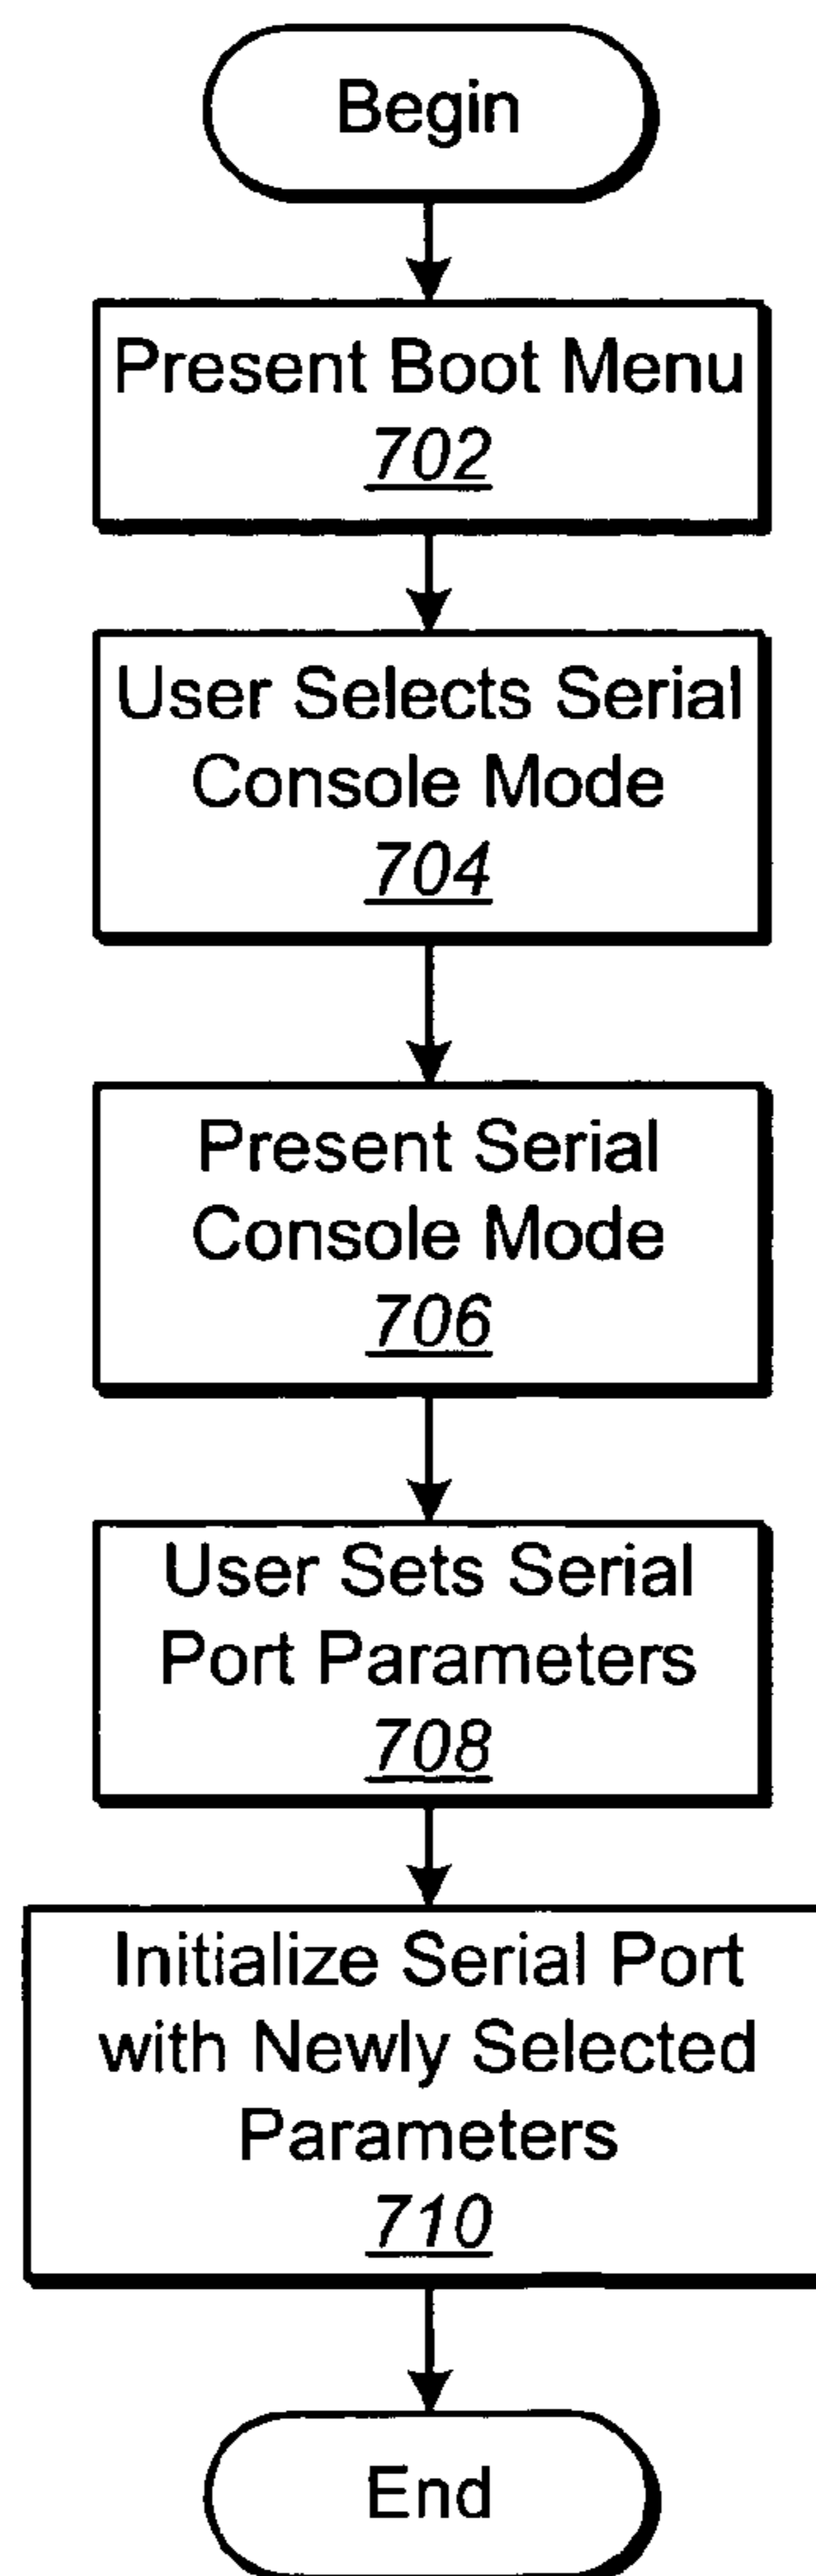 Begin
Present Boot Menu
702
User Selects Serial
Console Mode
704
Present Serial
Console Mode
706
User Sets Serial
Port Parameters
708
Initialize Serial Port
with Newly Selected
Parameters
710
End